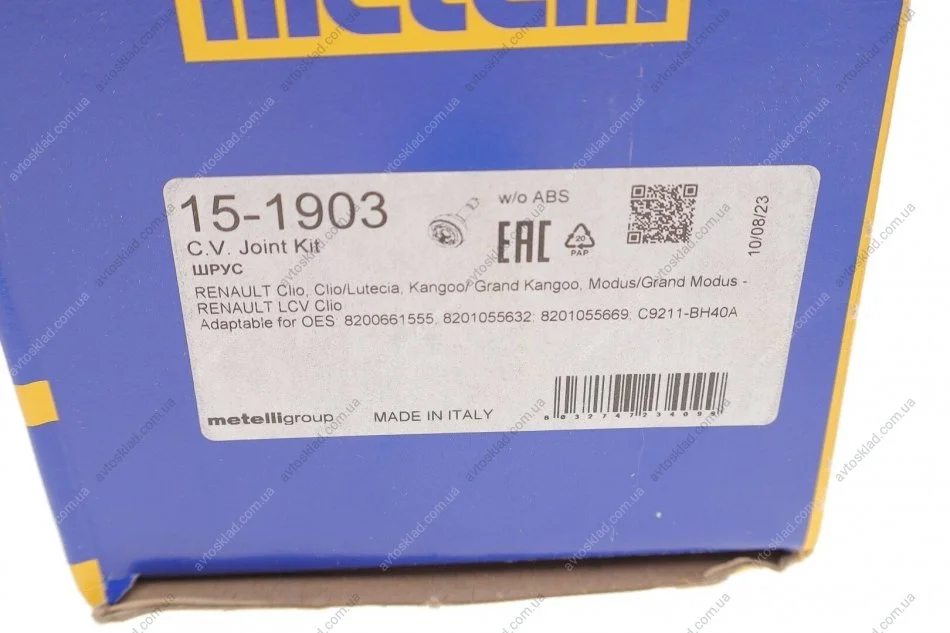 metelli
15-1903
C.V. Joint Kit
ШРУС
w/o ABS
EAC
20
PAP
10/08/23
RENAULT Clio, Clio/Lutecia, Kangoo/ Grand Kangoo, Modus/Grand Modus -
RENAULT LCV Clio
Adaptable for OES: 8200661555, 8201055632, 8201055669, C9211-BH40A
metelligroup
MADE IN ITALY
avtosklad.com.ua